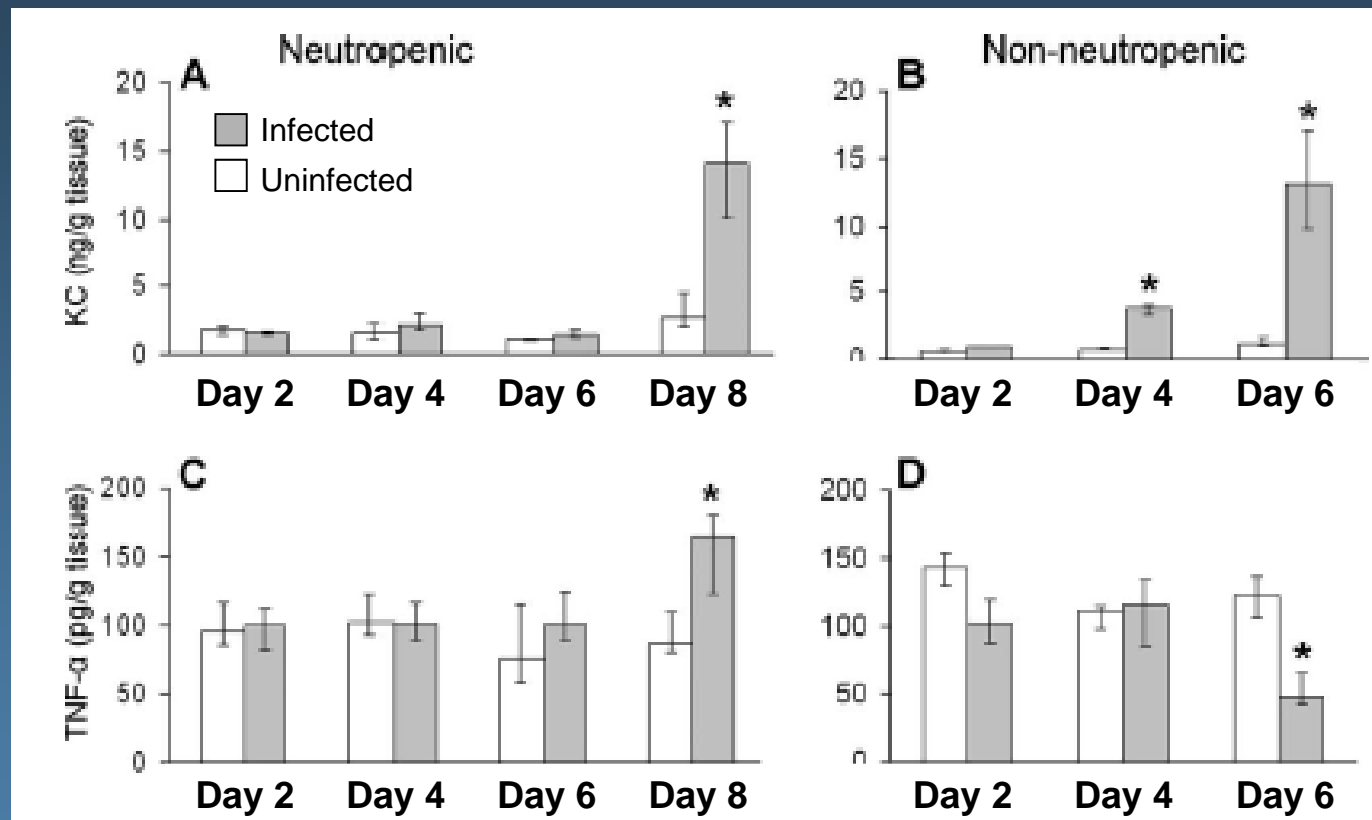 Neutropenic
Non-neutropenic
A
B
KC (ng/g tissue)
20
15
10
5
0
Infected
Uninfected
*
Day 2
Day 4
Day 6
Day 8
20
15
10
5
0
*
*
Day 2
Day 4
Day 6
C
D
TNF-α (pg/g tissue)
200
150
100
50
0
*
Day 2
Day 4
Day 6
Day 8
200
150
100
50
0
*
Day 2
Day 4
Day 6